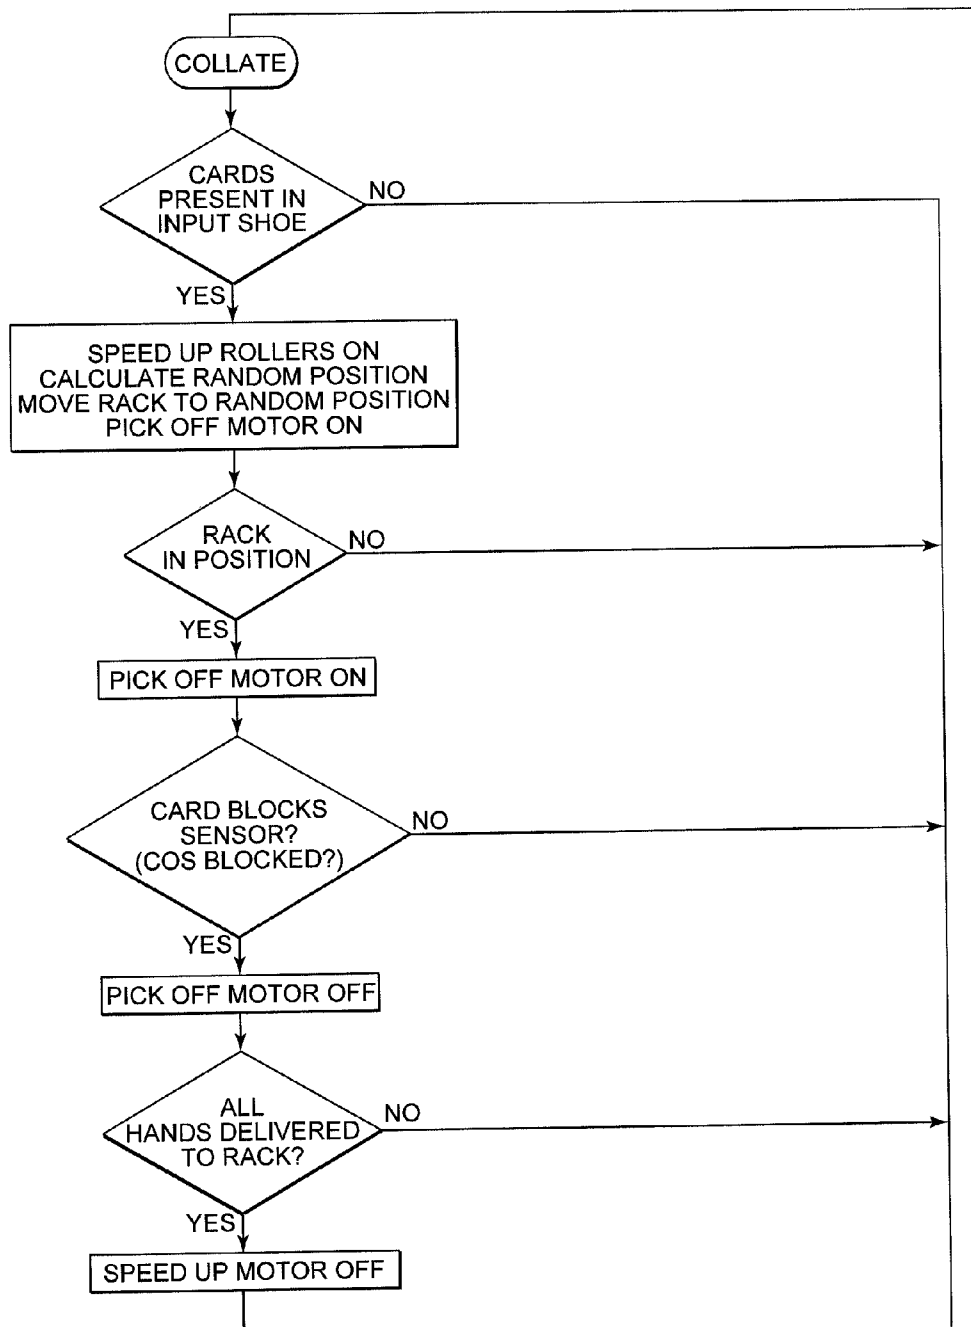 COLLATE
CARDS
PRESENT IN
INPUT SHOE
NO
YES
SPEED UP ROLLERS ON
CALCULATE RANDOM POSITION
MOVE RACK TO RANDOM POSITION
PICK OFF MOTOR ON
RACK
IN POSITION
NO
YES
PICK OFF MOTOR ON
CARD BLOCKS
SENSOR?
(COS BLOCKED?)
NO
YES
PICK OFF MOTOR OFF
ALL
HANDS DELIVERED
TO RACK?
NO
YES
SPEED UP MOTOR OFF